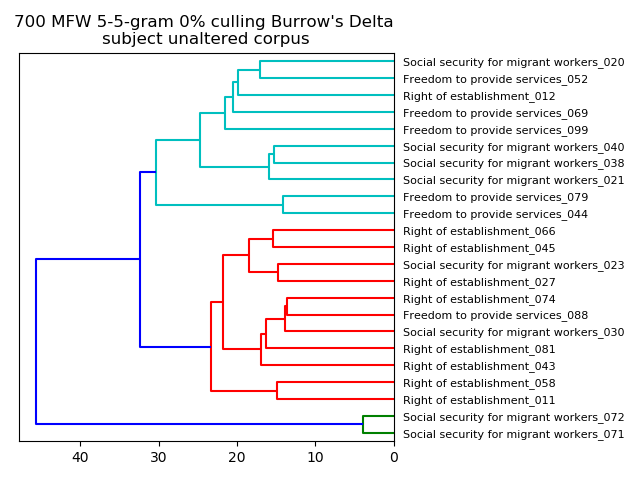 700 MFW 5-5-gram 0% culling Burrow's Delta
subject unaltered corpus
Social security for migrant workers_020
Freedom to provide services_052
Right of establishment_012
Freedom to provide services_069
Freedom to provide services_099
Social security for migrant workers_040
Social security for migrant workers_038
Social security for migrant workers_021
Freedom to provide services_079
Freedom to provide services_044
Right of establishment_066
Right of establishment_045
Social security for migrant workers_023
Right of establishment_027
Right of establishment_074
Freedom to provide services_088
Social security for migrant workers_030
Right of establishment_081
Right of establishment_043
Right of establishment_058
Right of establishment_011
Social security for migrant workers_072
Social security for migrant workers_071
40 30 20 10 0